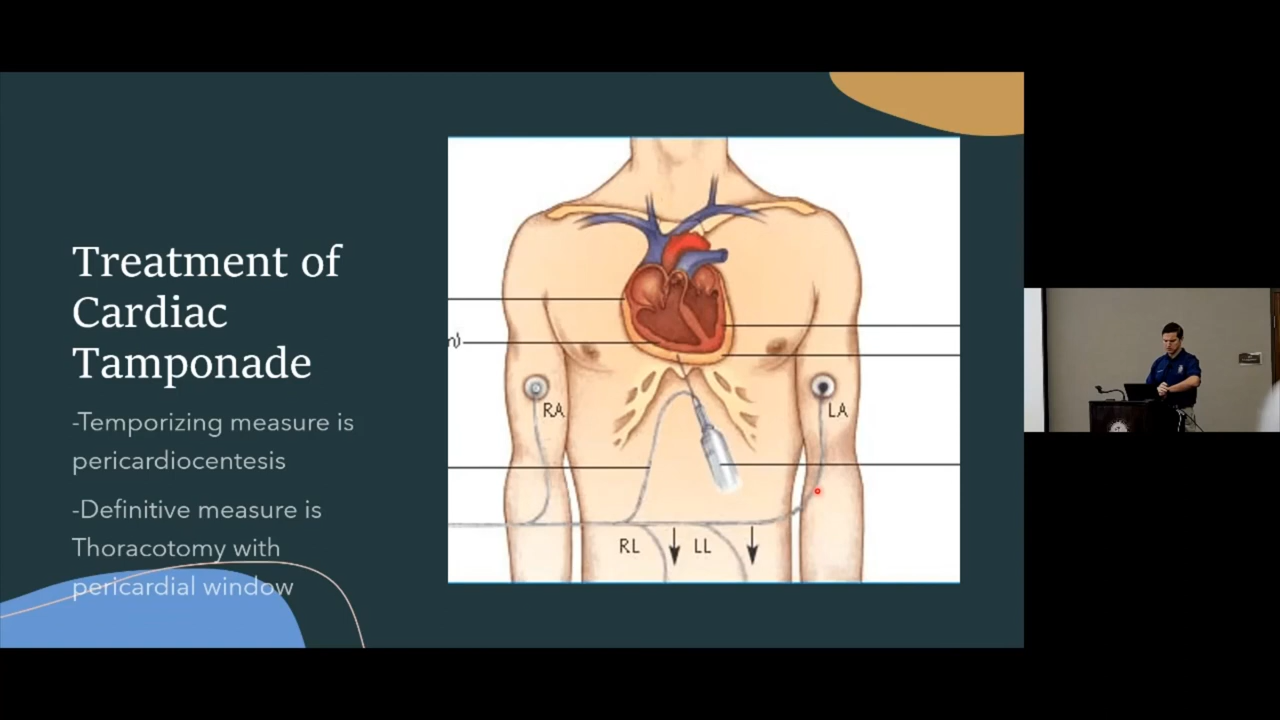 Treatment of
Cardiac
Tamponade
-Temporizing measure is
pericardiocentesis
-Definitive measure is
Thoracotomy with
pericardial window
RA
LA
RL
LL